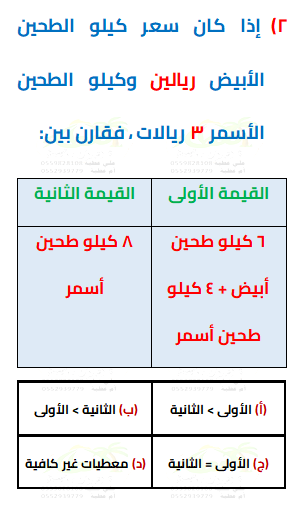 ٢) إذا كان سعر كيلو الطحين
الأبيض ريالين وكيلو الطحين
الأسمر ٣ ريالات ، فقارن بين:
القيمة الأولى
القيمة الثانية
٦ كيلو طحين
أبيض + ٤ كيلو
طحين أسمر
٨ كيلو طحين
أسمر
(أ) الأولى > الثانية
(ب) الثانية > الأولى
(ج) الأولى = الثانية
(د) معطيات غير كافية